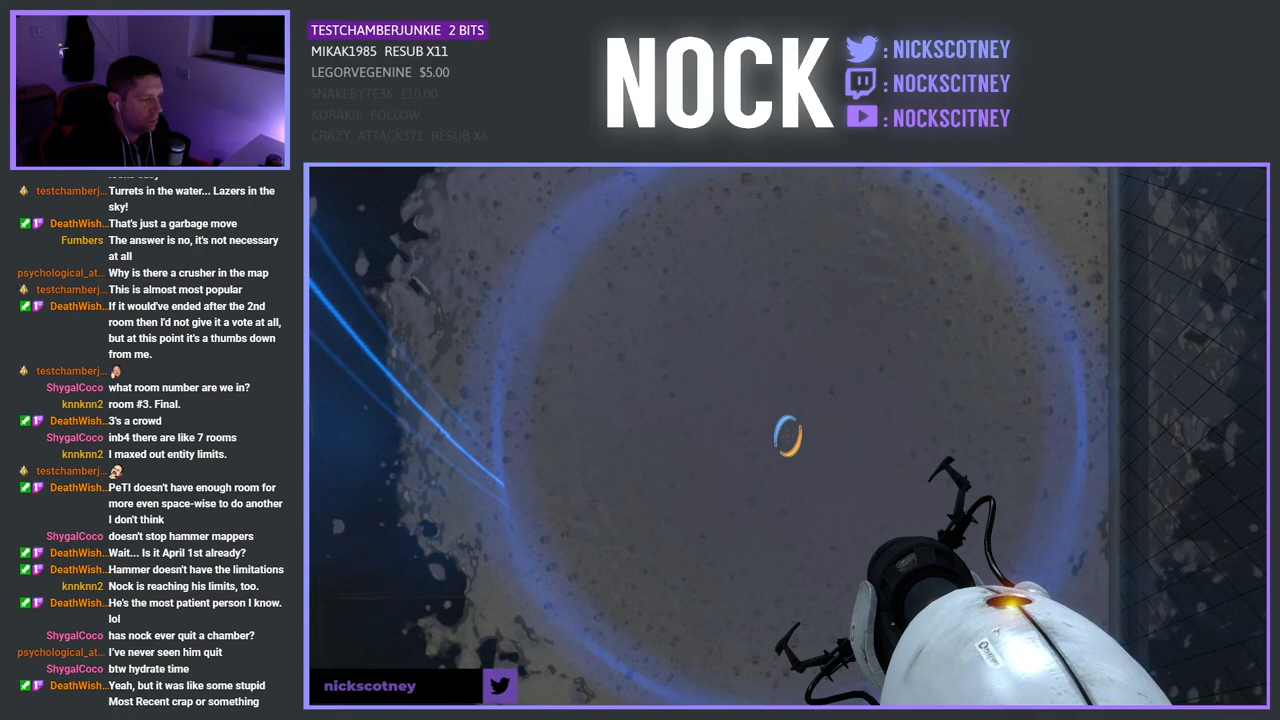 TESTCHAMBERJUNKIE 2 BITS
MIKAK1985 RESUB X11
LEGORVEGENINE $5.00
SNAKEBYTE36 £10.00
KORAKIE FOLLOW
CRAZY_ATTACK371 RESUB X6
NOCK
: NICKSCOTNEY
: NOCKSCITNEY
: NOCKSCITNEY
testchamberj... Turrets in the water... Lazers in the
sky!
DeathWish... That's just a garbage move
Fumbers The answer is no, it's not necessary
at all
psychological_at... Why is there a crusher in the map
testchamberj... This is almost most popular
DeathWish... If it would've ended after the 2nd
room then I'd not give it a vote at all,
but at this point it's a thumbs down
from me.
testchamberj...
ShygalCoco what room number are we in?
knnknn2 room #3. Final.
DeathWish... 3's a crowd
ShygalCoco inb4 there are like 7 rooms
knnknn2 I maxed out entity limits.
testchamberj...
DeathWish... PeTI doesn't have enough room for
more even space-wise to do another
I don't think
ShygalCoco doesn't stop hammer mappers
DeathWish... Wait... Is it April 1st already?
DeathWish... Hammer doesn't have the limitations
knnknn2 Nock is reaching his limits, too.
DeathWish... He's the most patient person I know.
lol
ShygalCoco has nock ever quit a chamber?
psychological_at... I've never seen him quit
ShygalCoco btw hydrate time
DeathWish... Yeah, but it was like some stupid
Most Recent crap or something
nickscotney